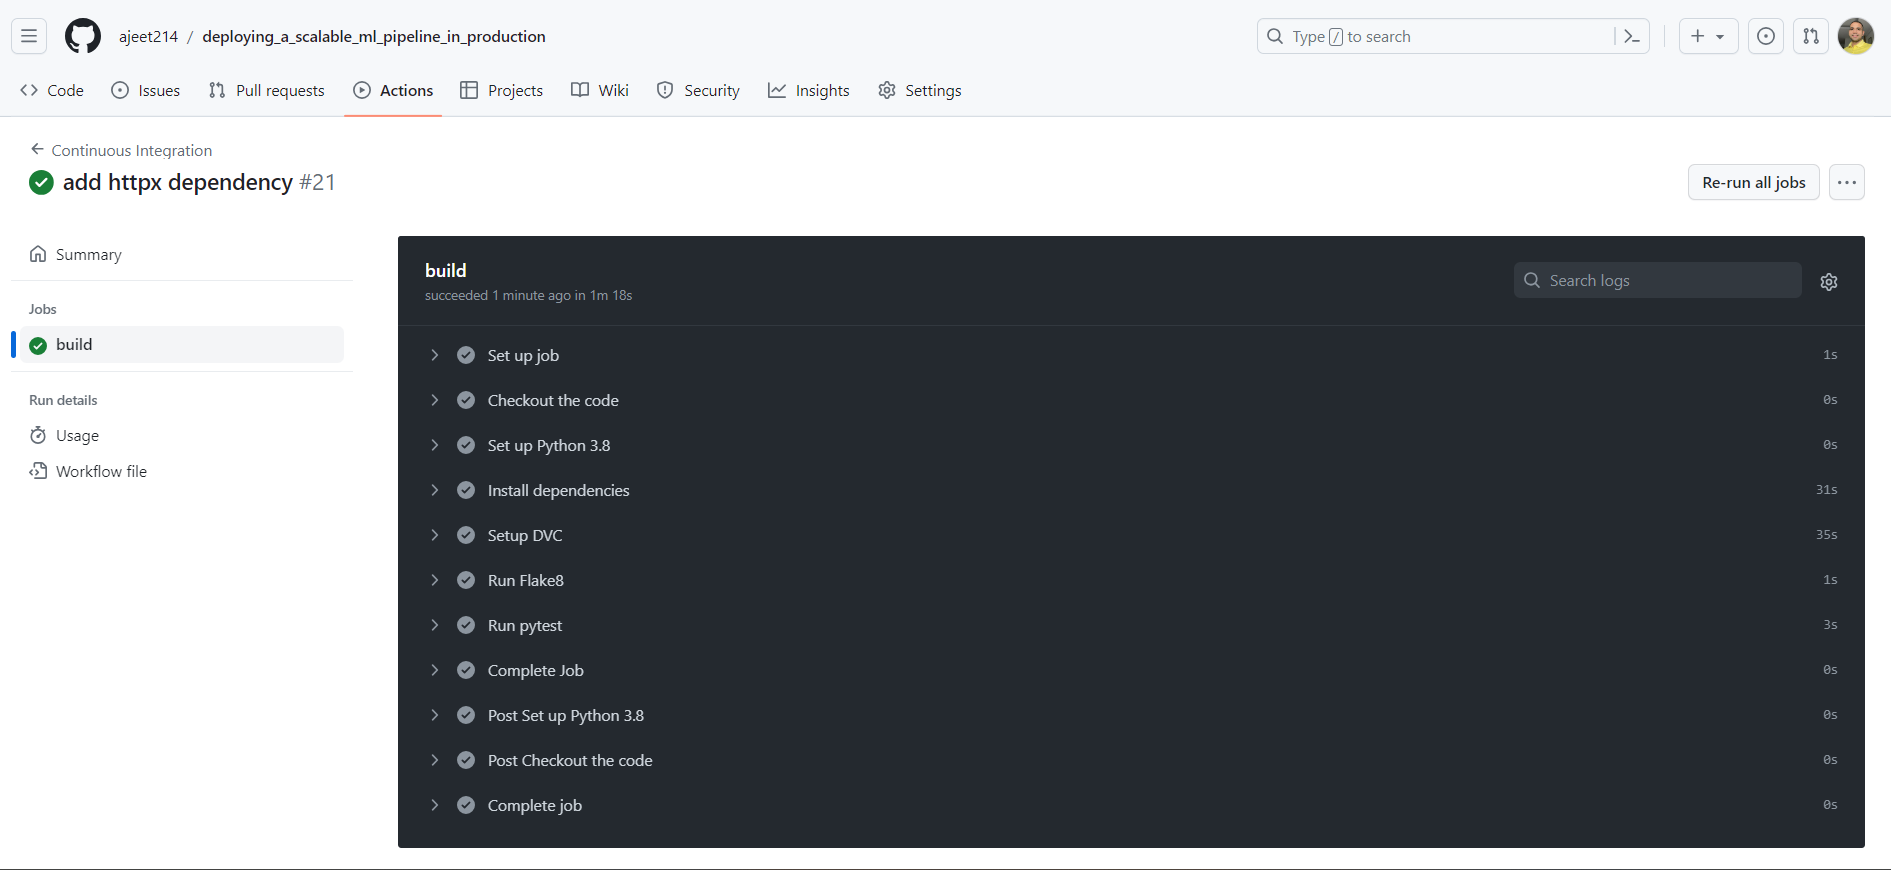 ajeet214 / deploying_a_scalable_ml_pipeline_in_production
Type / to search
Code Issues Pull requests Actions Projects Wiki Security Insights Settings
Continuous Integration
add httpx dependency #21
Re-run all jobs
Summary
Jobs
build
Run details
Usage
Workflow file
build
succeeded 1 minute ago in 1m 18s
Search logs
Set up job 1s
Checkout the code 0s
Set up Python 3.8 0s
Install dependencies 31s
Setup DVC 35s
Run Flake8 1s
Run pytest 3s
Complete Job 0s
Post Set up Python 3.8 0s
Post Checkout the code 0s
Complete job 0s